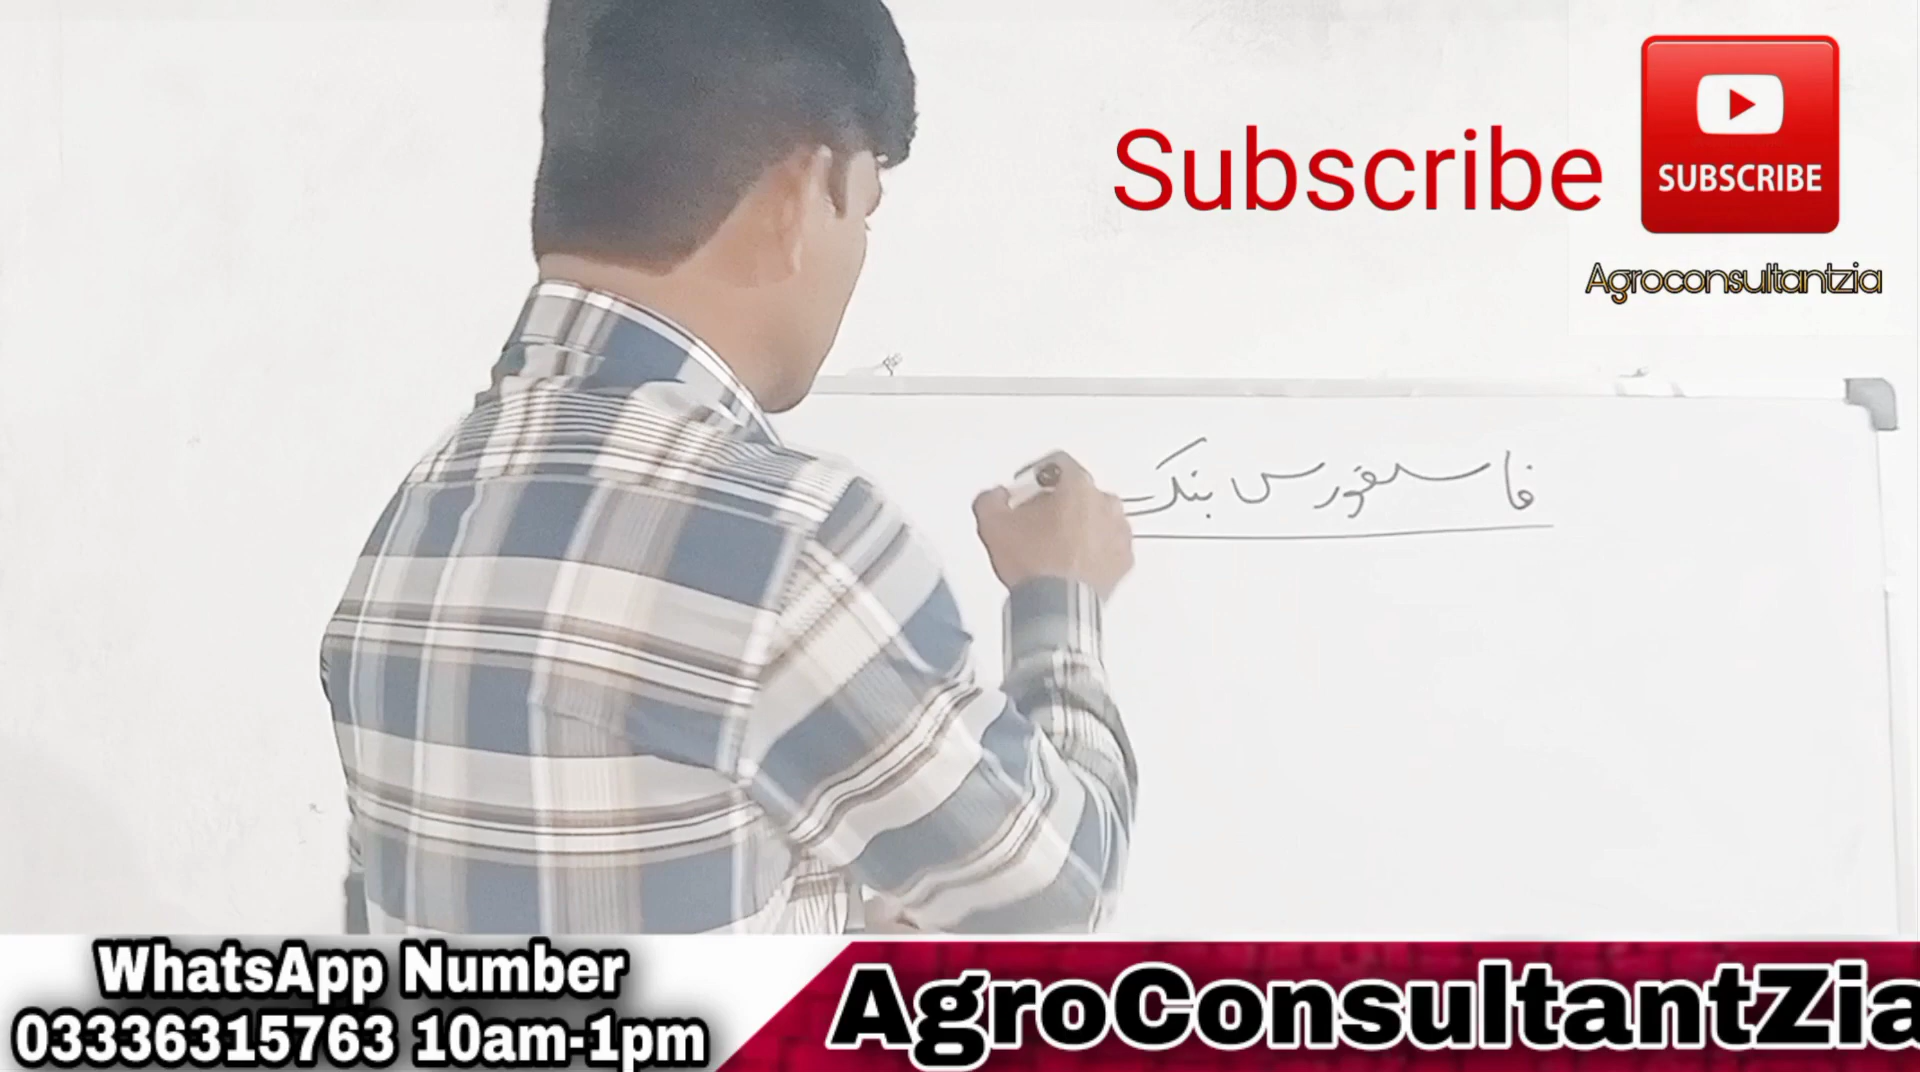 Subscribe
SUBSCRIBE
Agroconsultantzia
فاسفورس بنک
WhatsApp Number
03336315763 10am-1pm
AgroConsultantZia